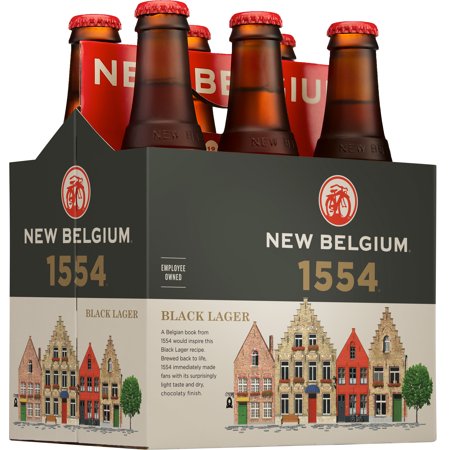 NEW BELGIUM
NEW BELGIUM
NEW BELGIUM
1554
BLACK LAGER
EMPLOYEE
OWNED
NEW BELGIUM
1554
BLACK LAGER
A Belgian book from
1554 would inspire this
Black Lager recipe.
Brewed back to life,
1554 immediately made
fans with its surprisingly
light taste and dry,
chocolaty finish.